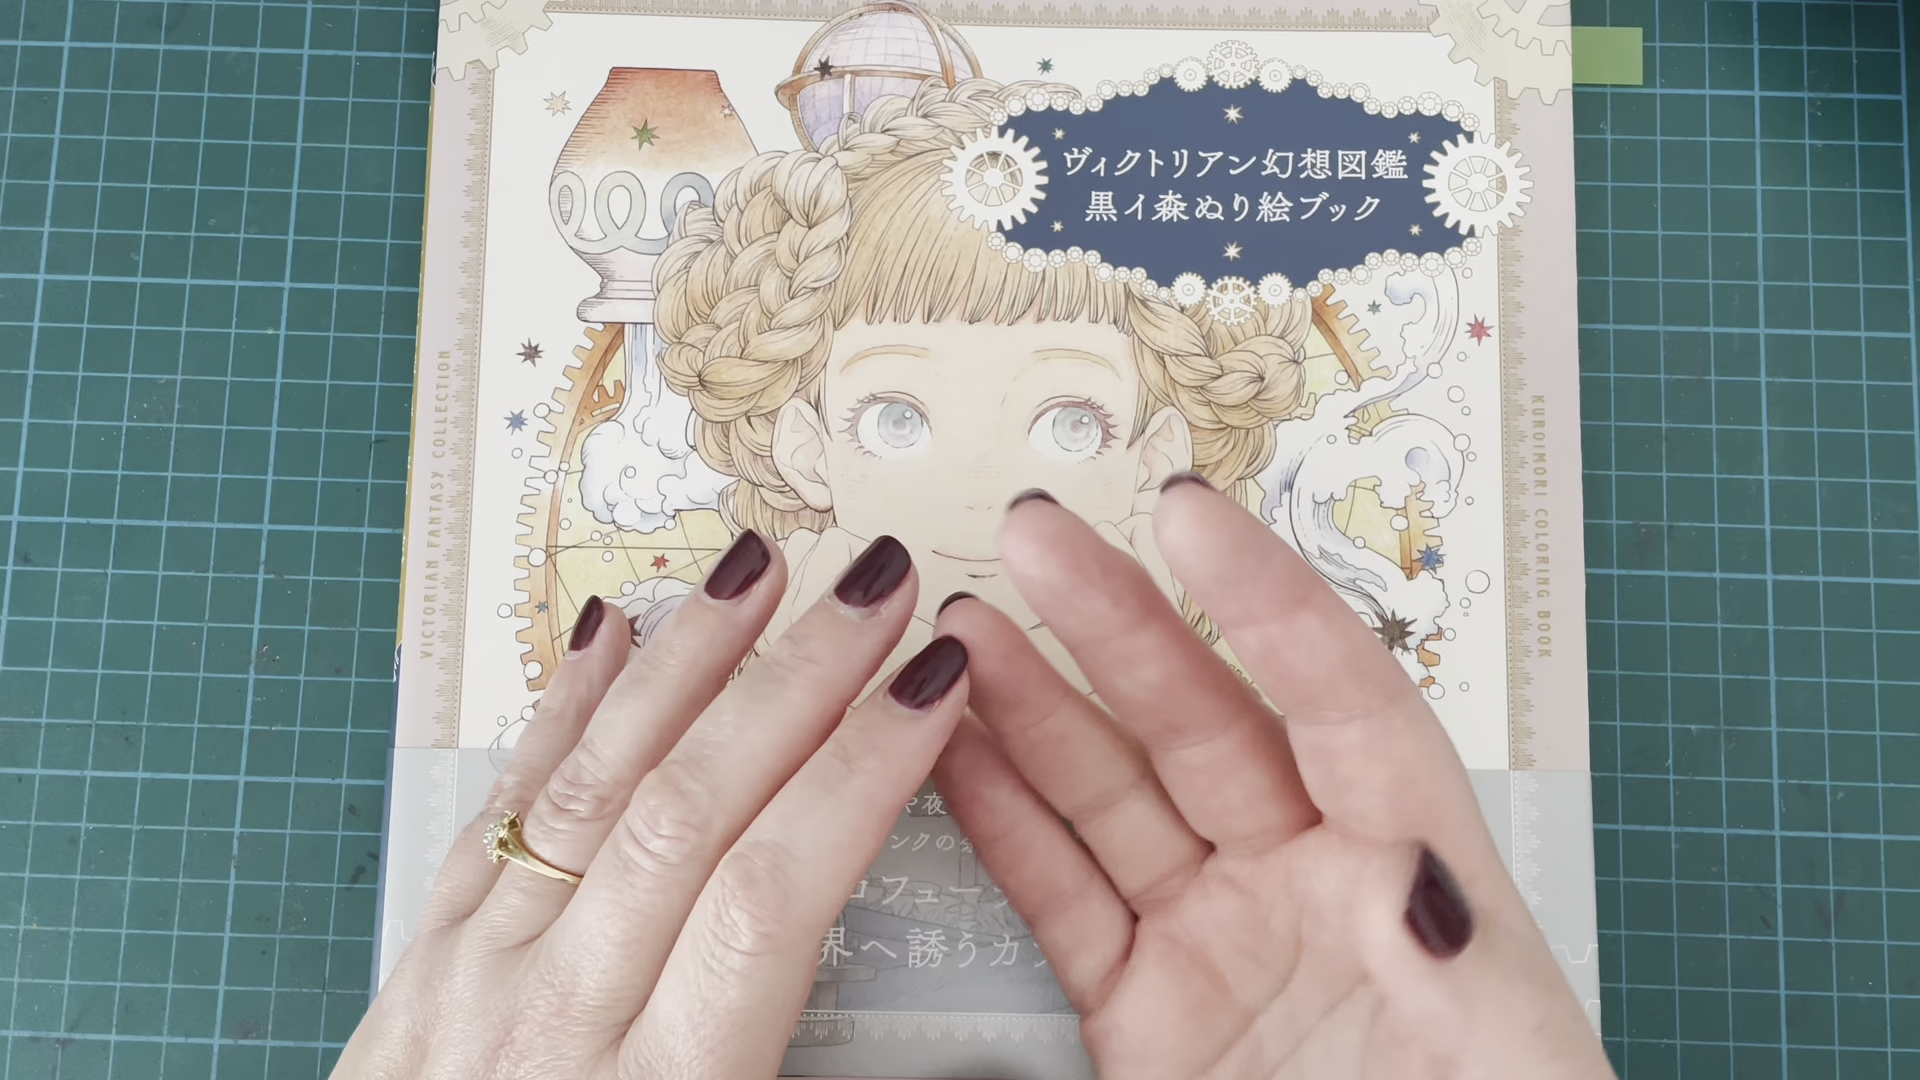 ヴィクトリアン幻想図鑑
黒イ森ぬり絵ブック
VICTORIAN FANTASY COLLECTION
KUROIMORI COLORING BOOK
や夜
ンクの
コフュー
界へ誘うカ